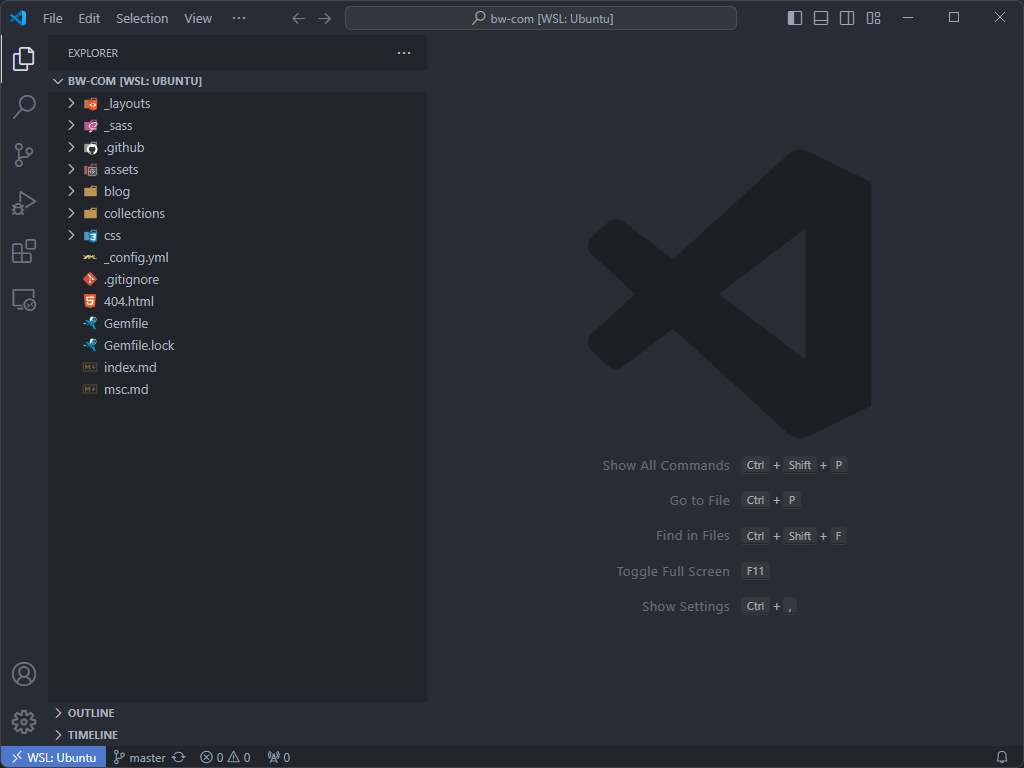 File Edit Selection View ··· bw-com [WSL: Ubuntu]
EXPLORER ···
BW-COM [WSL: UBUNTU]
_layouts
_sass
.github
assets
blog
collections
css
_config.yml
.gitignore
404.html
Gemfile
Gemfile.lock
index.md
msc.md
Show All Commands Ctrl + Shift + P
Go to File Ctrl + P
Find in Files Ctrl + Shift + F
Toggle Full Screen F11
Show Settings Ctrl + ,
OUTLINE
TIMELINE
WSL: Ubuntu master 0 0 0